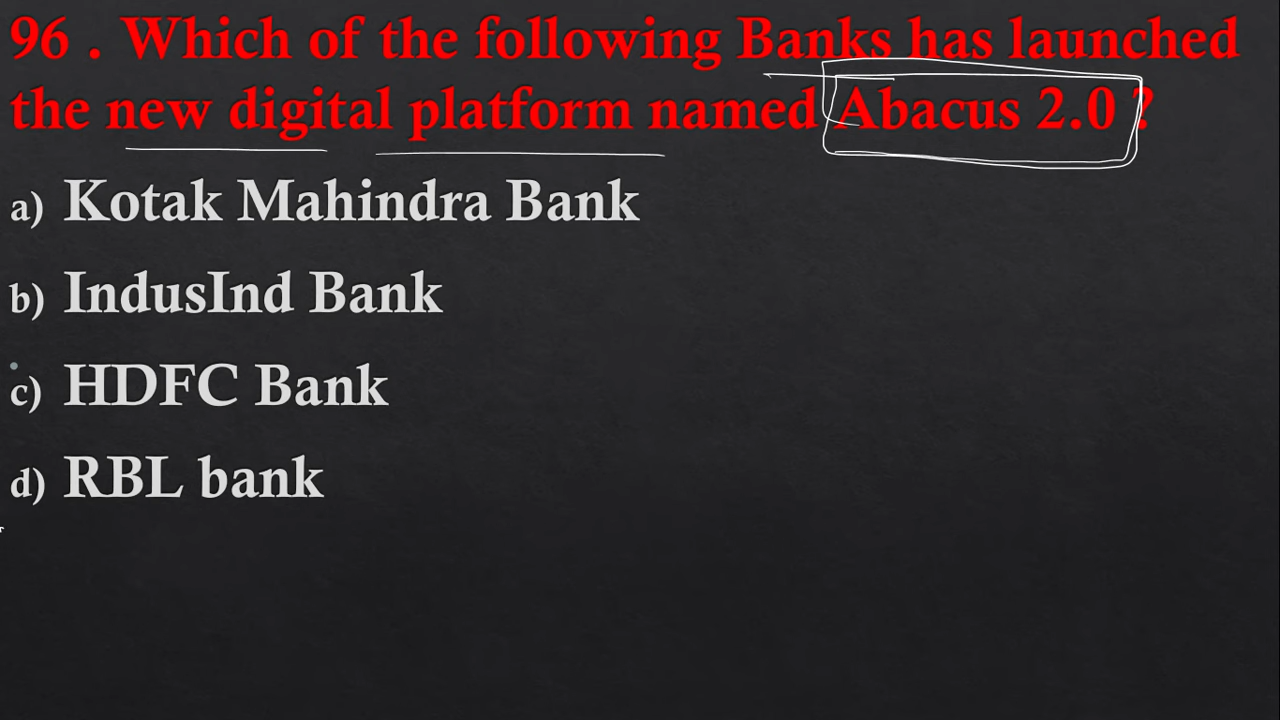 96 . Which of the following Banks has launched
the new digital platform named Abacus 2.0 ?
a) Kotak Mahindra Bank
b) IndusInd Bank
c) HDFC Bank
d) RBL bank